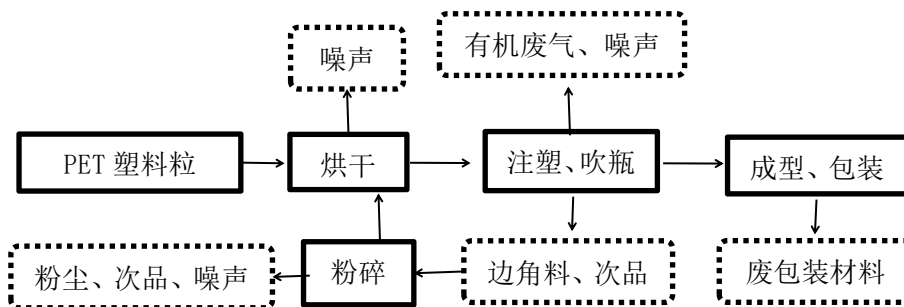 噪声
有机废气、噪声
PET 塑料粒
烘干
注塑、吹瓶
成型、包装
粉尘、次品、噪声
粉碎
边角料、次品
废包装材料